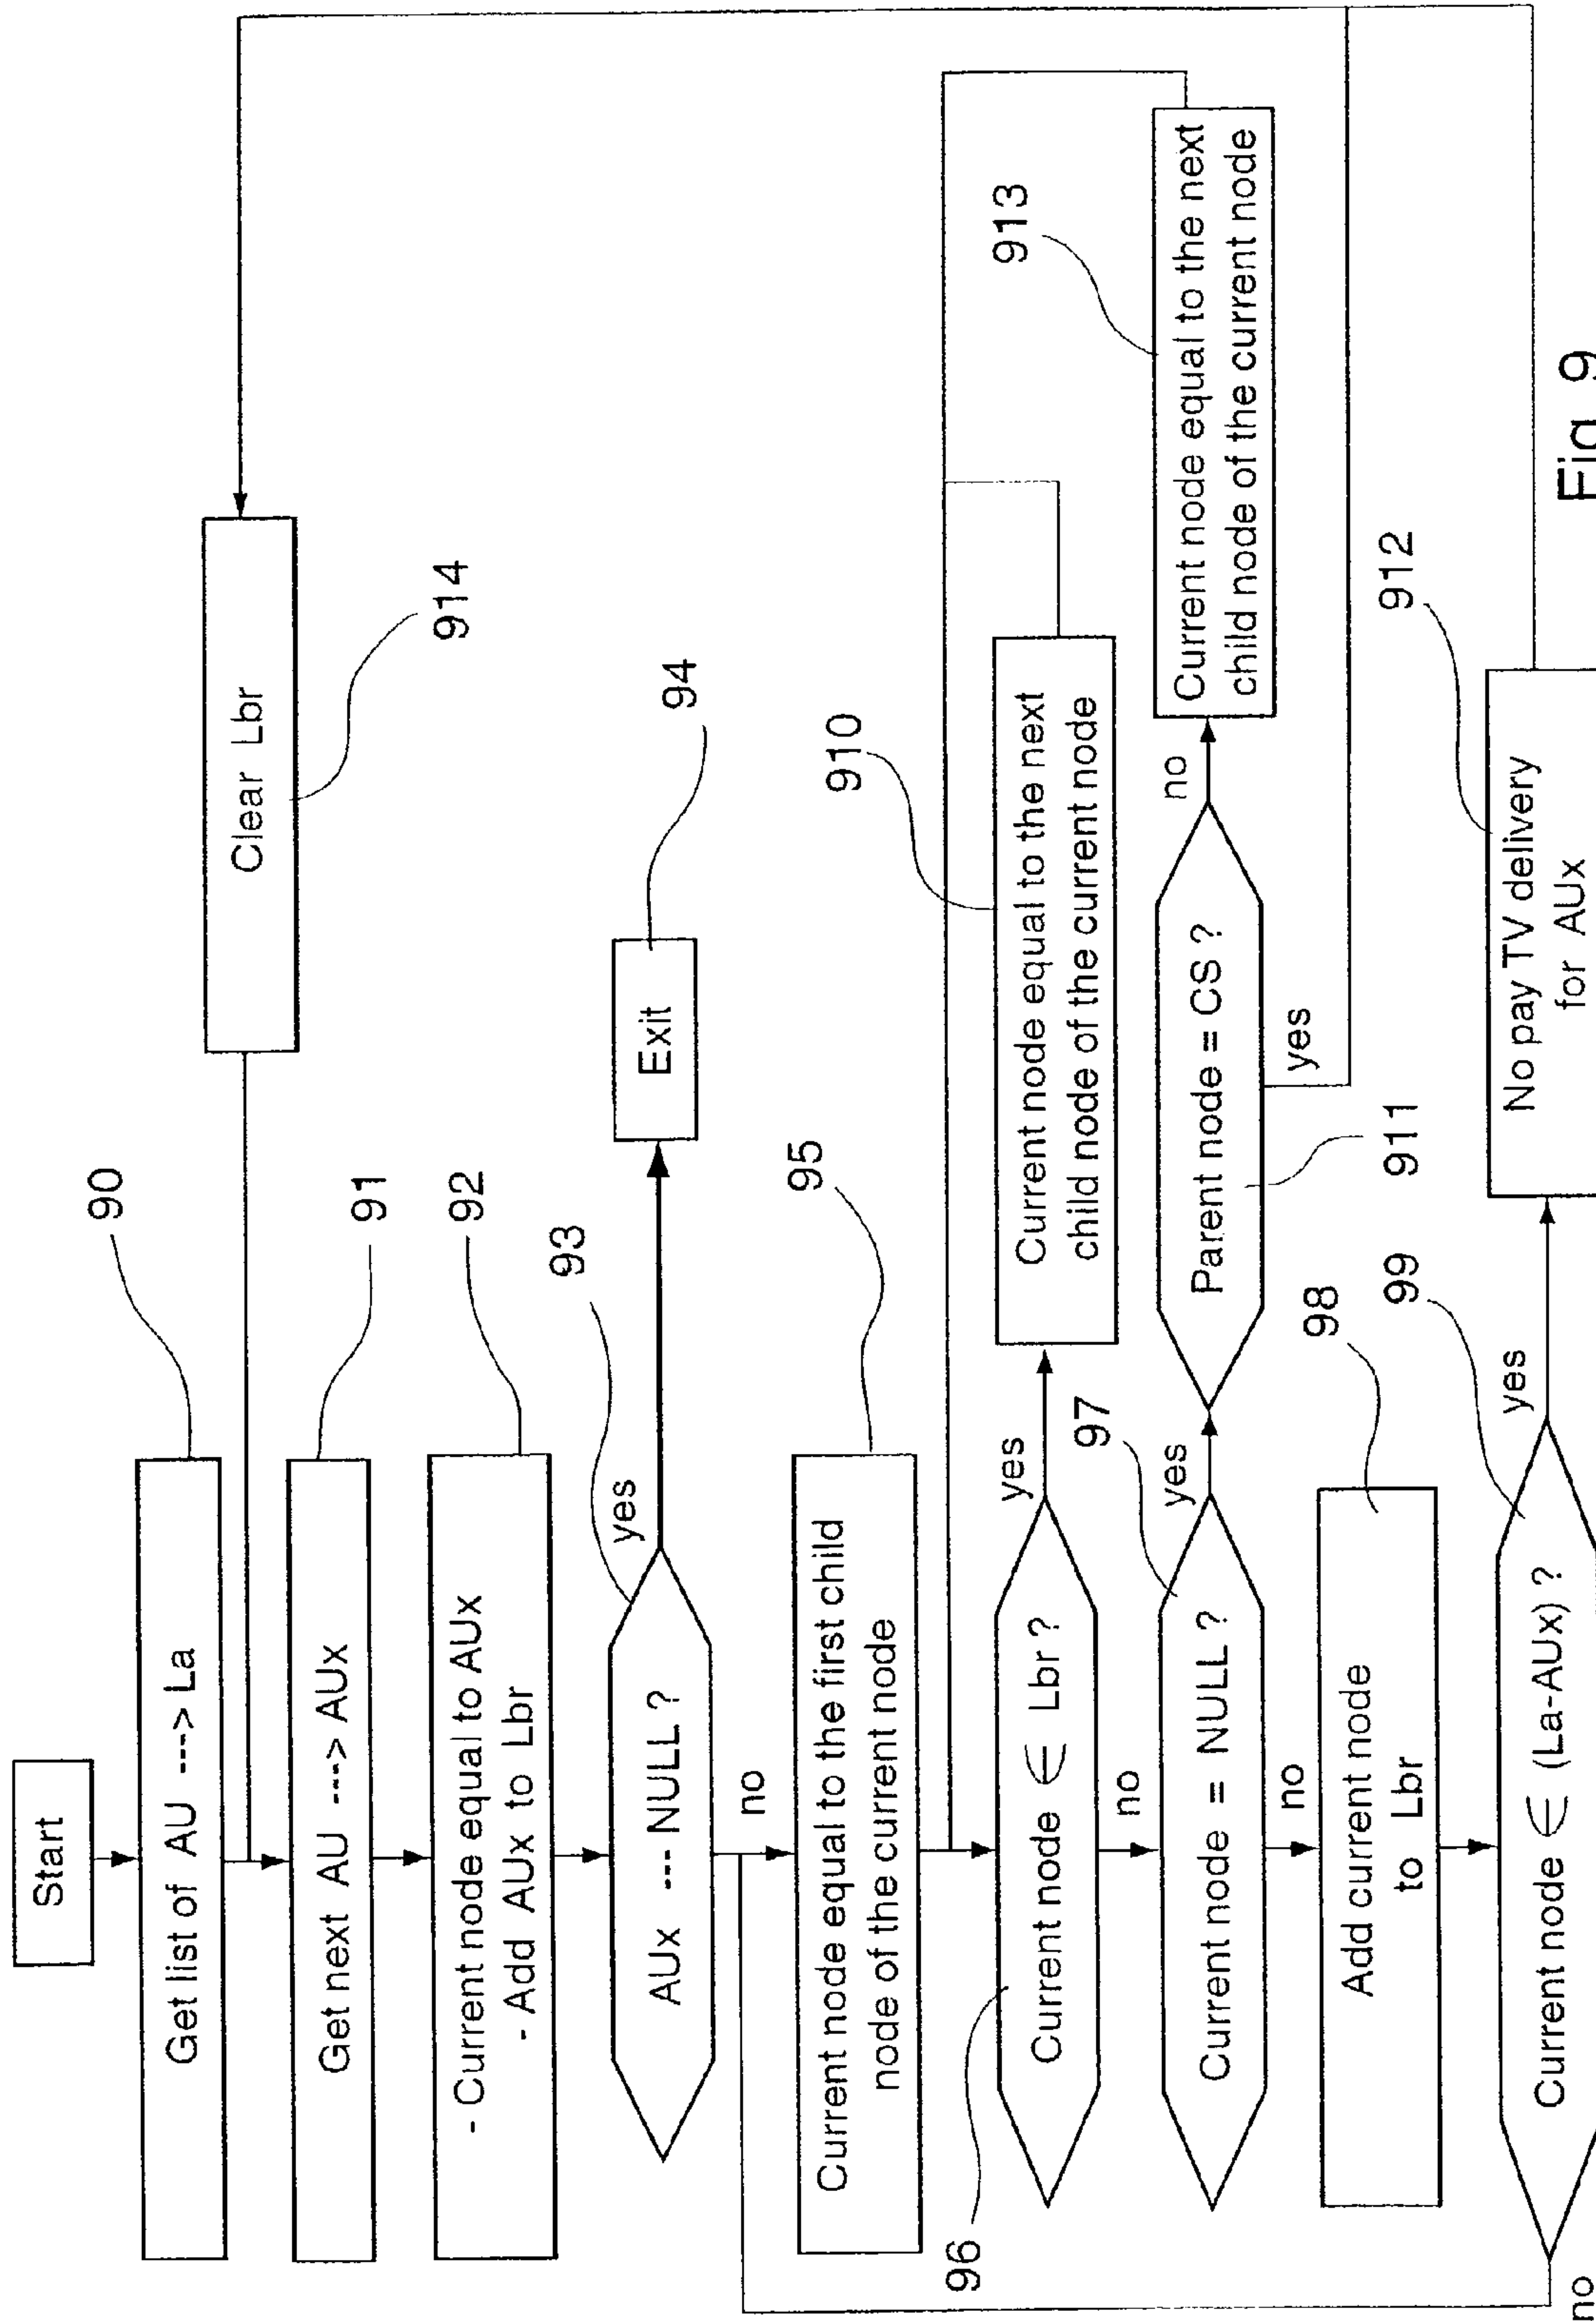 Start
90
Get list of AU ---> La
91
Get next AU ---> AUx
92
- Current node equal to AUx
- Add AUx to Lbr
93
AUx --- NULL ?
yes
Exit
94
no
Clear Lbr
914
95
Current node equal to the first child
node of the current node
96
Current node ∈ Lbr ?
yes
910
Current node equal to the next
child node of the current node
no
97
Current node = NULL ?
yes
Parent node = CS ?
911
no
yes
913
Current node equal to the next
child node of the current node
no
98
Add current node
to Lbr
99
Current node ∈ (La-AUx) ?
yes
912
No pay TV delivery
for AUx
no
Fig. 9